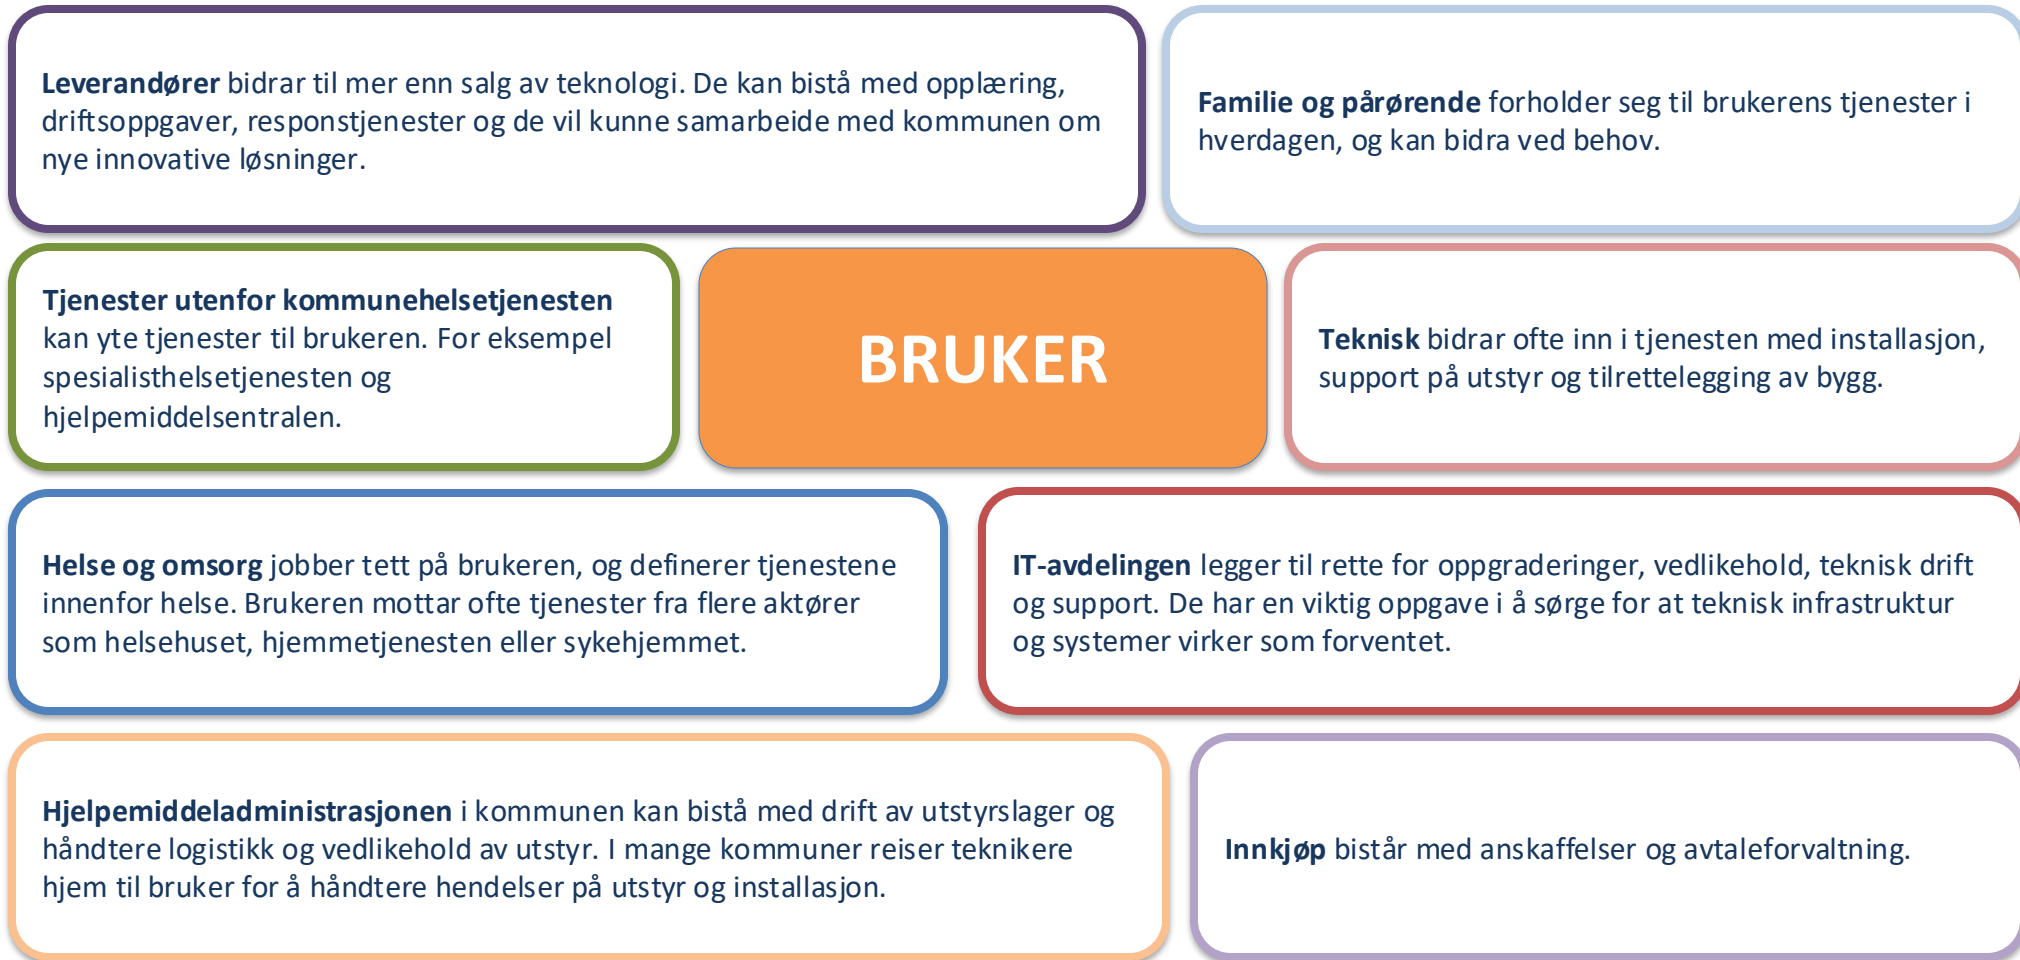 Leverandører bidrar til mer enn salg av teknologi. De kan bistå med opplæring,
driftsoppgaver, responstjenester og de vil kunne samarbeide med kommunen om
nye innovative løsninger.
Familie og pårørende forholder seg til brukerens tjenester i
hverdagen, og kan bidra ved behov.
Tjenester utenfor kommunehelsetjenesten
kan yte tjenester til brukeren. For eksempel
spesialisthelsetjenesten og
hjelpemiddelsentralen.
BRUKER
Teknisk bidrar ofte inn i tjenesten med installasjon,
support på utstyr og tilrettelegging av bygg.
Helse og omsorg jobber tett på brukeren, og definerer tjenestene
innenfor helse. Brukeren mottar ofte tjenester fra flere aktører
som helsehuset, hjemmetjenesten eller sykehjemmet.
IT-avdelingen legger til rette for oppgraderinger, vedlikehold, teknisk drift
og support. De har en viktig oppgave i å sørge for at teknisk infrastruktur
og systemer virker som forventet.
Hjelpemiddeladministrasjonen i kommunen kan bistå med drift av utstyrslager og
håndtere logistikk og vedlikehold av utstyr. I mange kommuner reiser teknikere
hjem til bruker for å håndtere hendelser på utstyr og installasjon.
Innkjøp bistår med anskaffelser og avtaleforvaltning.